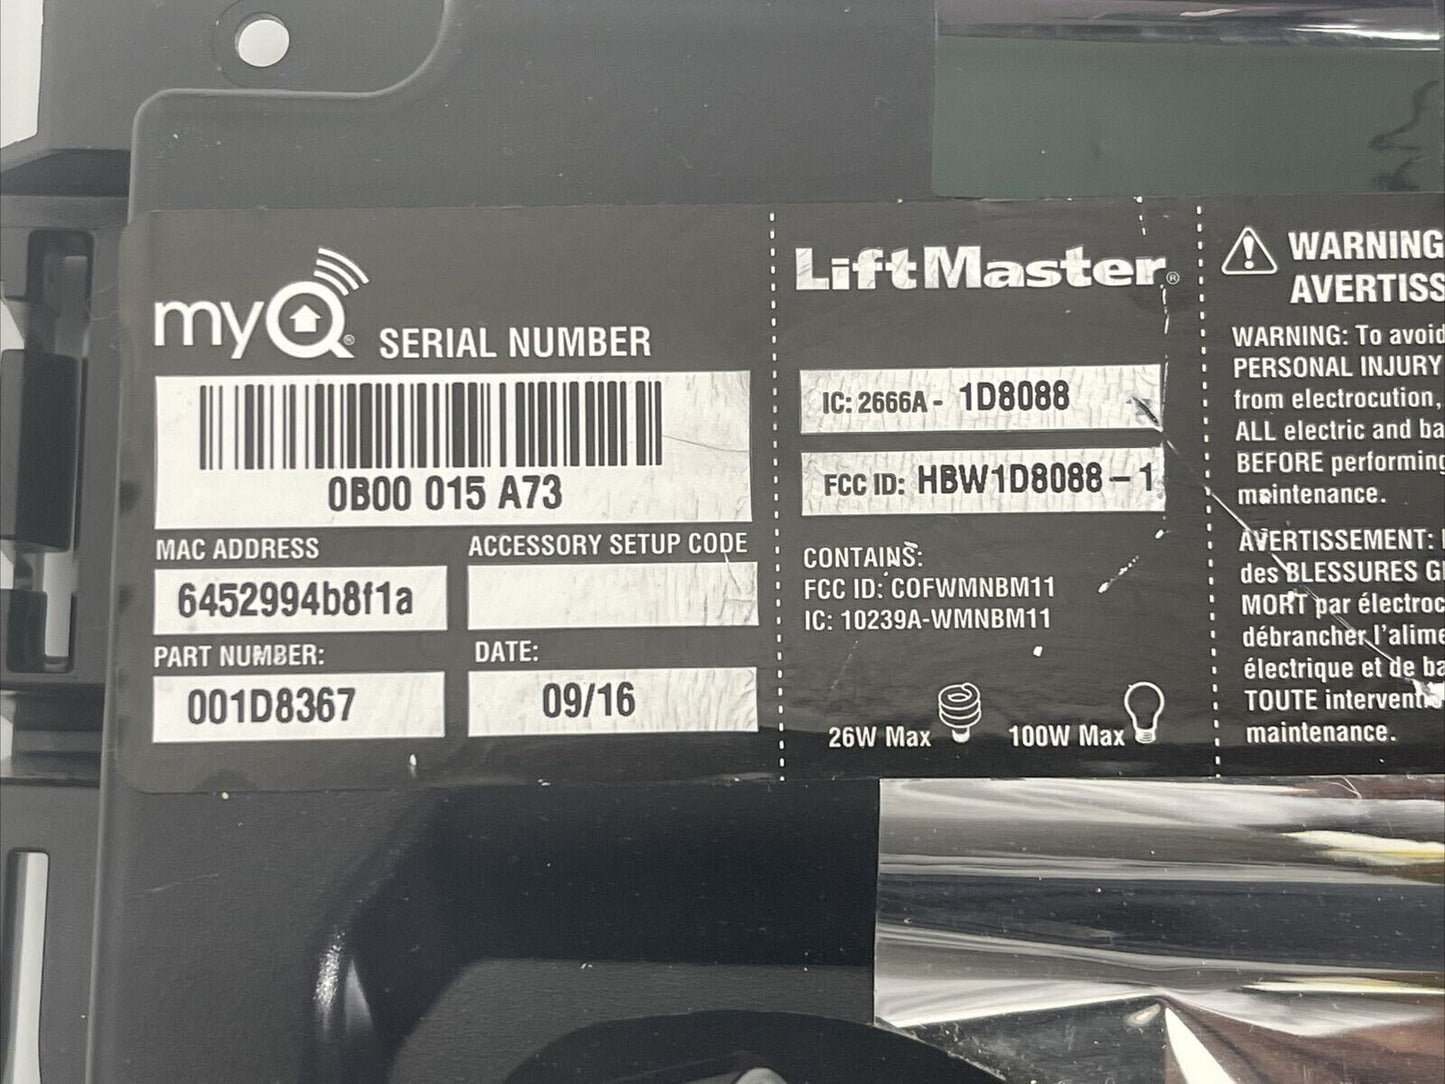 myQ® SERIAL NUMBER
0B00 015 A73
MAC ADDRESS
6452994b8f1a
ACCESSORY SETUP CODE
PART NUMBER:
001D8367
DATE:
09/16
LiftMaster®
IC: 2666A - 1D8088
FCC ID: HBW1D8088-1
CONTAINS:
FCC ID: COFWMNBM11
IC: 10239A-WMNBM11
26W Max
100W Max
WARNING
AVERTISS
WARNING: To avoid
PERSONAL INJURY
from electrocution,
ALL electric and ba
BEFORE performing
maintenance.
AVERTISSEMENT:
des BLESSURES
MORT par électroc
débrancher l'alime
électrique et de ba
TOUTE intervent
maintenance.